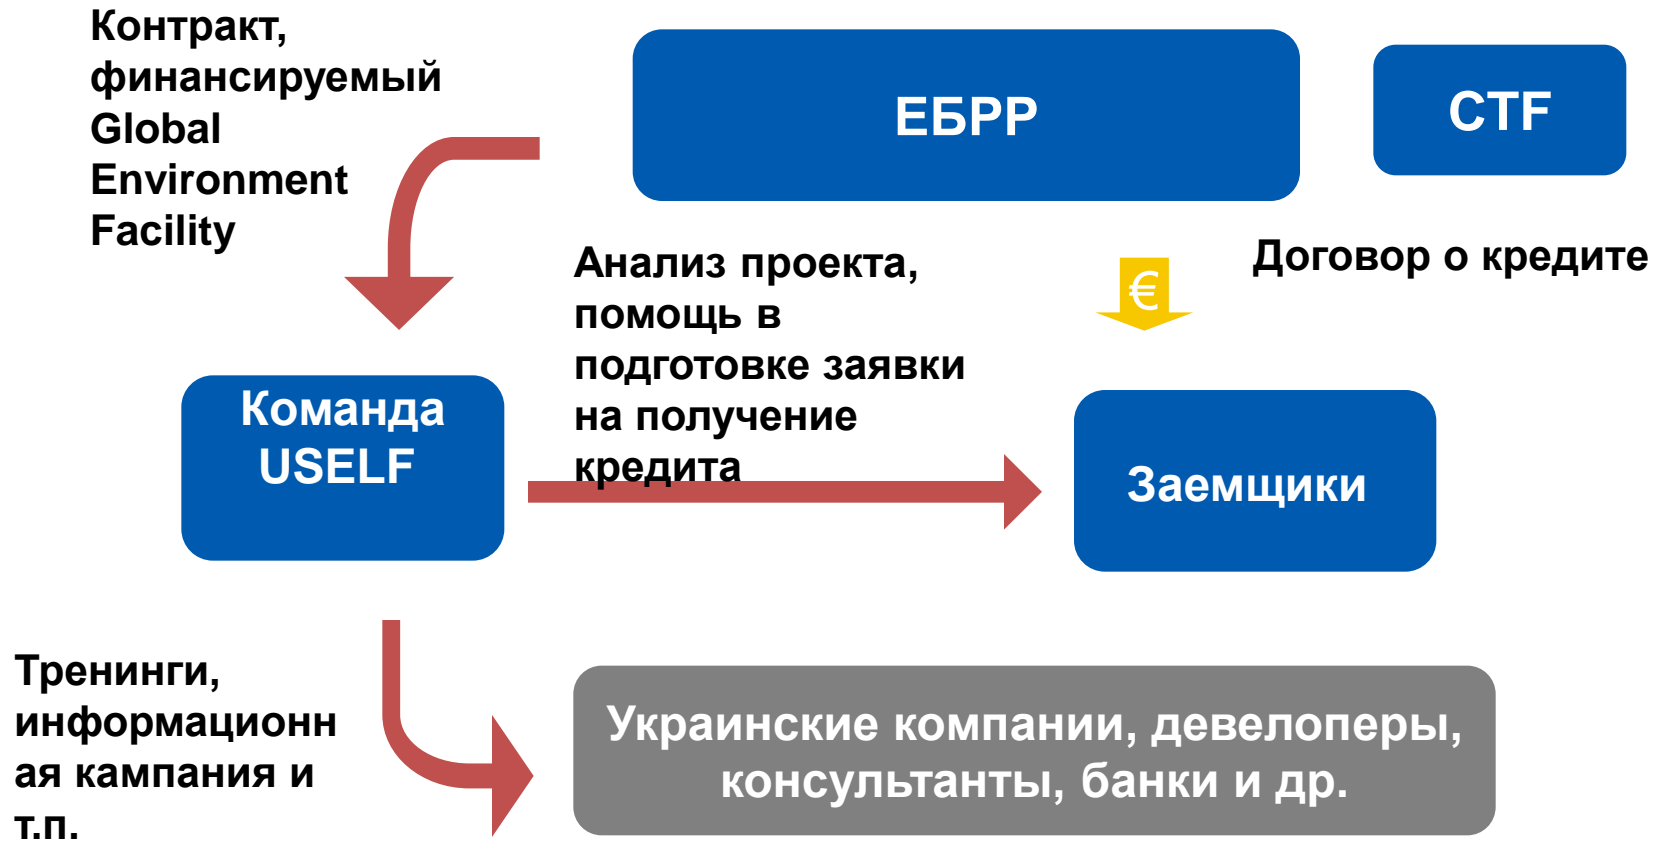 Контракт,
финансируемый
Global
Environment
Facility
ЕБРР
CTF
Договор о кредите
€
Анализ проекта,
помощь в
подготовке заявки
на получение
кредита
Команда
USELF
Заемщики
Тренинги,
информационн
ая кампания и
т.п.
Украинские компании, девелоперы,
консультанты, банки и др.